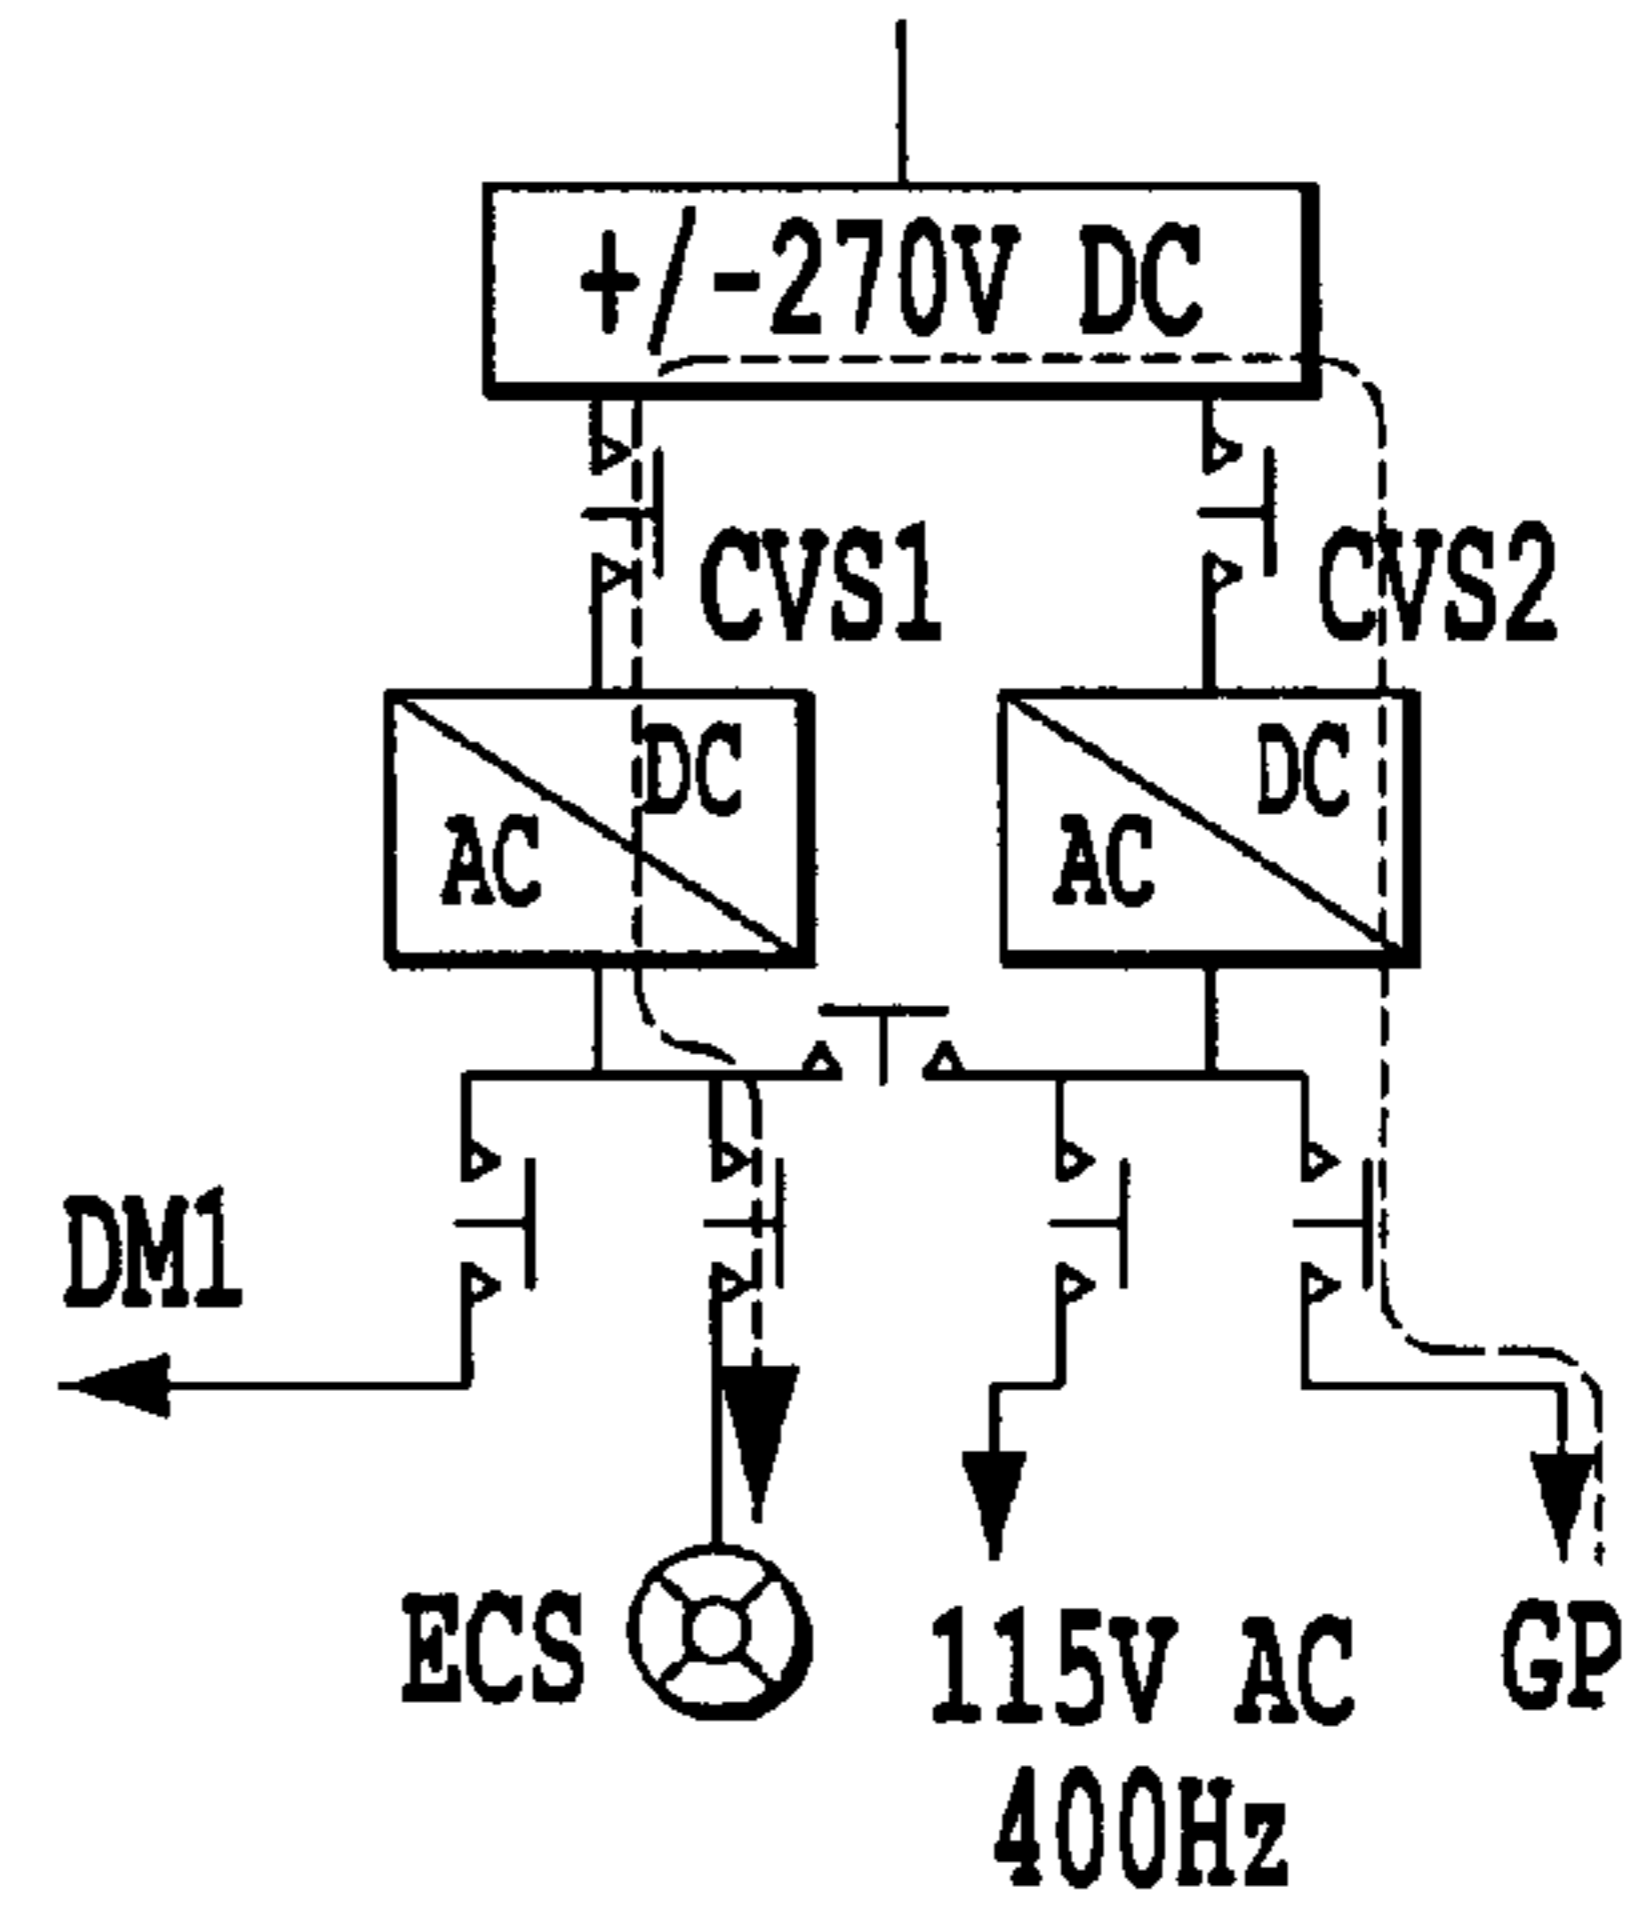 +/-270V DC
CVS1
CVS2
DC
AC
DC
AC
DM1
ECS
115V AC
400Hz
GP